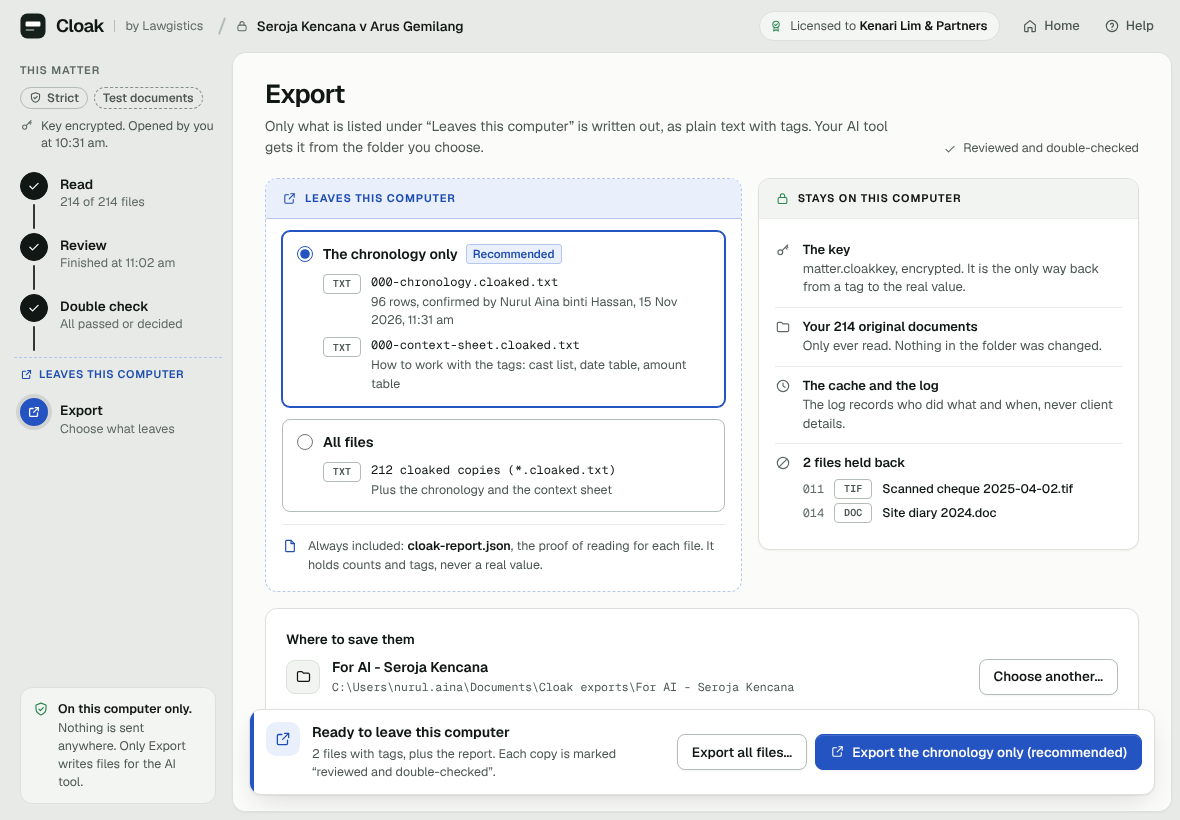 Cloak
by Lawgistics
/
Seroja Kencana v Arus Gemilang
Licensed to Kenari Lim & Partners
Home
Help
THIS MATTER
Strict
Test documents
Key encrypted. Opened by you
at 10:31 am.
Read
214 of 214 files
Review
Finished at 11:02 am
Double check
All passed or decided
LEAVES THIS COMPUTER
Export
Choose what leaves
On this computer only.
Nothing is sent
anywhere. Only Export
writes files for the AI
tool.
Export
Only what is listed under “Leaves this computer” is written out, as plain text with tags. Your AI tool
gets it from the folder you choose.
Reviewed and double-checked
LEAVES THIS COMPUTER
The chronology only
Recommended
TXT
000-chronology.cloaked.txt
96 rows, confirmed by Nurul Aina binti Hassan, 15 Nov
2026, 11:31 am
TXT
000-context-sheet.cloaked.txt
How to work with the tags: cast list, date table, amount
table
All files
TXT
212 cloaked copies (*.cloaked.txt)
Plus the chronology and the context sheet
Always included: cloak-report.json, the proof of reading for each file. It
holds counts and tags, never a real value.
STAYS ON THIS COMPUTER
The key
matter.cloakkey, encrypted. It is the only way back
from a tag to the real value.
Your 214 original documents
Only ever read. Nothing in the folder was changed.
The cache and the log
The log records who did what and when, never client
details.
2 files held back
011 TIF Scanned cheque 2025-04-02.tif
014 DOC Site diary 2024.doc
Where to save them
For AI - Seroja Kencana
C:\Users\nurul.aina\Documents\Cloak exports\For AI - Seroja Kencana
Choose another…
Ready to leave this computer
2 files with tags, plus the report. Each copy is marked
“reviewed and double-checked”.
Export all files…
Export the chronology only (recommended)